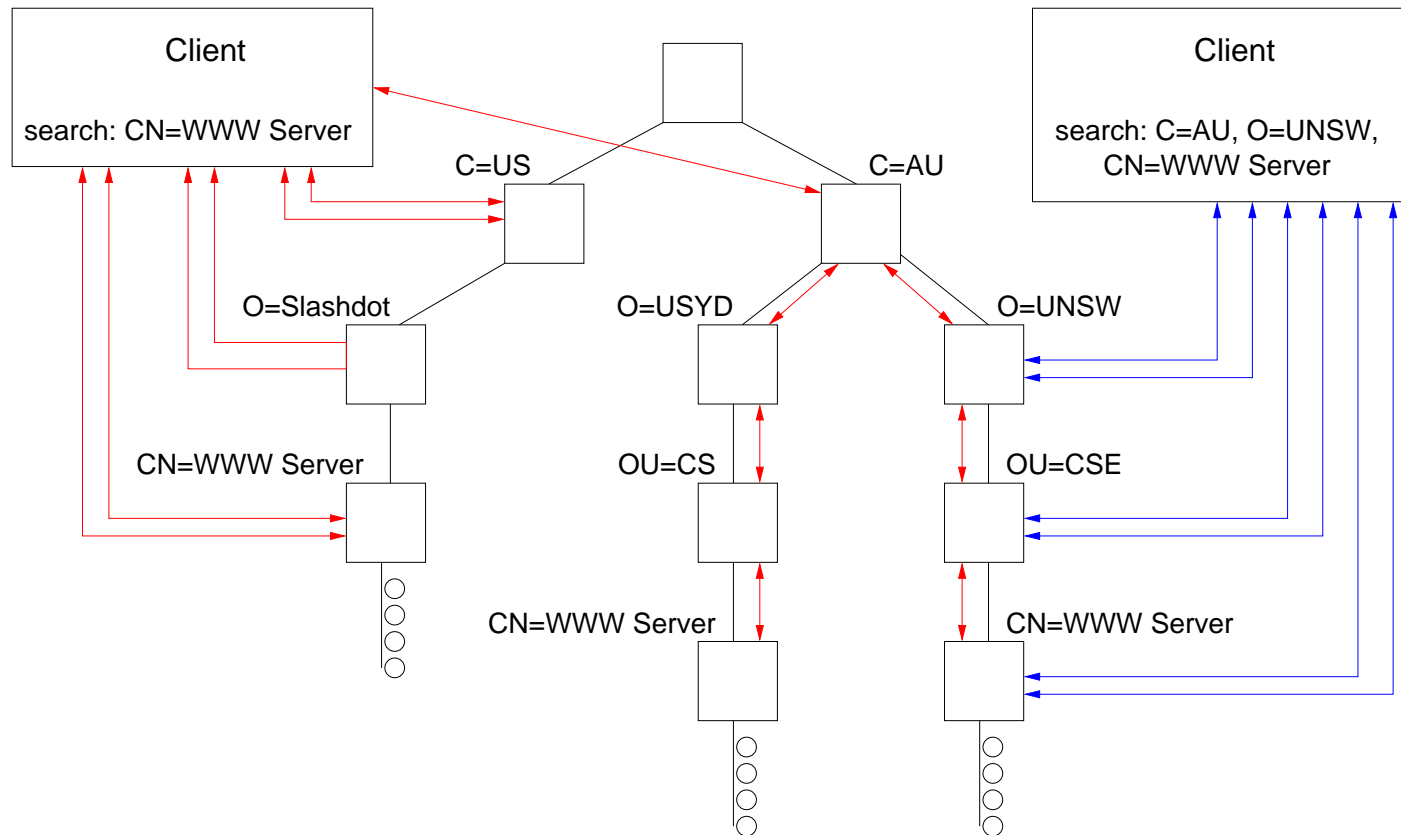 Client
search: CN=WWW Server
Client
search: C=AU, O=UNSW,
CN=WWW Server
C=US
C=AU
O=Slashdot
O=USYD
O=UNSW
CN=WWW Server
OU=CS
OU=CSE
CN=WWW Server
CN=WWW Server